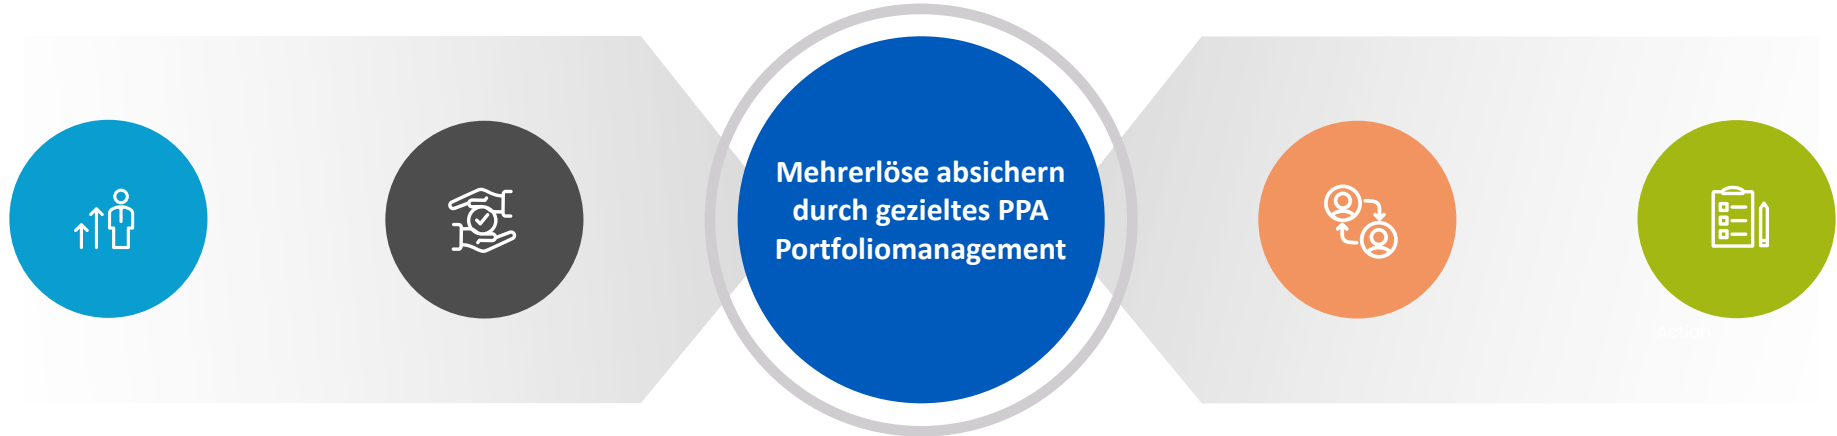 Mehrerlöse absichern
durch gezieltes PPA
Portfoliomanagement